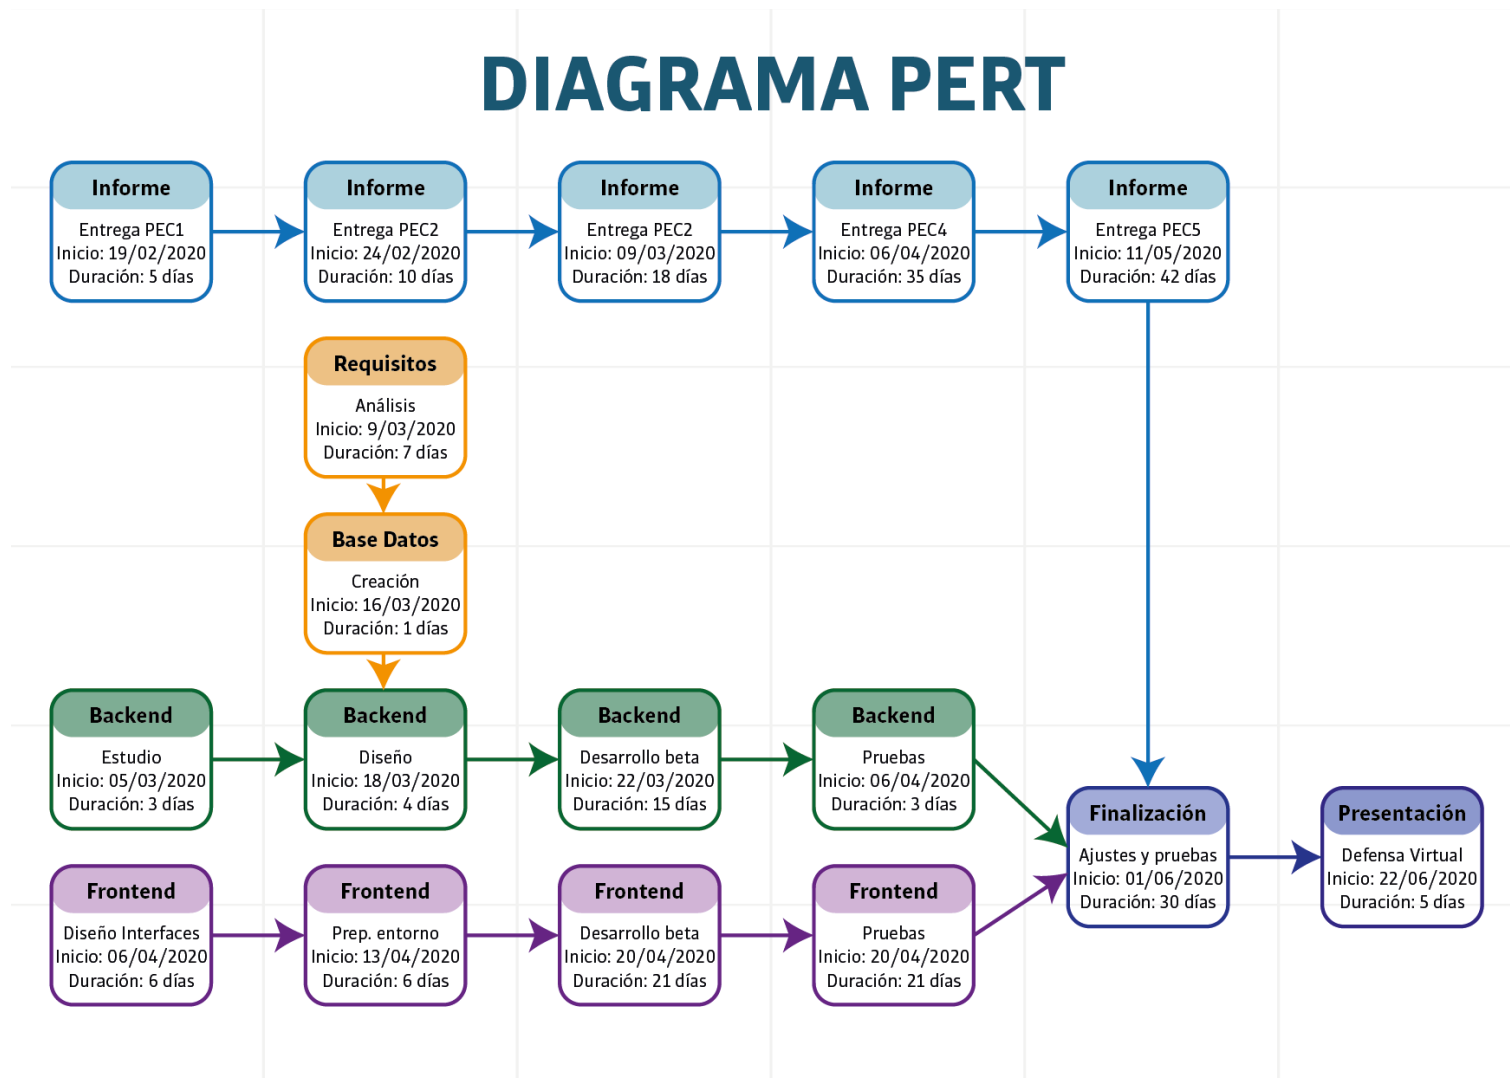 DIAGRAMA PERT
Informe
Entrega PEC1
Inicio: 19/02/2020
Duración: 5 días
Informe
Entrega PEC2
Inicio: 24/02/2020
Duración: 10 días
Informe
Entrega PEC2
Inicio: 09/03/2020
Duración: 18 días
Informe
Entrega PEC4
Inicio: 06/04/2020
Duración: 35 días
Informe
Entrega PEC5
Inicio: 11/05/2020
Duración: 42 días
Requisitos
Análisis
Inicio: 9/03/2020
Duración: 7 días
Base Datos
Creación
Inicio: 16/03/2020
Duración: 1 días
Backend
Estudio
Inicio: 05/03/2020
Duración: 3 días
Backend
Diseño
Inicio: 18/03/2020
Duración: 4 días
Backend
Desarrollo beta
Inicio: 22/03/2020
Duración: 15 días
Backend
Pruebas
Inicio: 06/04/2020
Duración: 3 días
Finalización
Ajustes y pruebas
Inicio: 01/06/2020
Duración: 30 días
Presentación
Defensa Virtual
Inicio: 22/06/2020
Duración: 5 días
Frontend
Diseño Interfaces
Inicio: 06/04/2020
Duración: 6 días
Frontend
Prep. entorno
Inicio: 13/04/2020
Duración: 6 días
Frontend
Desarrollo beta
Inicio: 20/04/2020
Duración: 21 días
Frontend
Pruebas
Inicio: 20/04/2020
Duración: 21 días